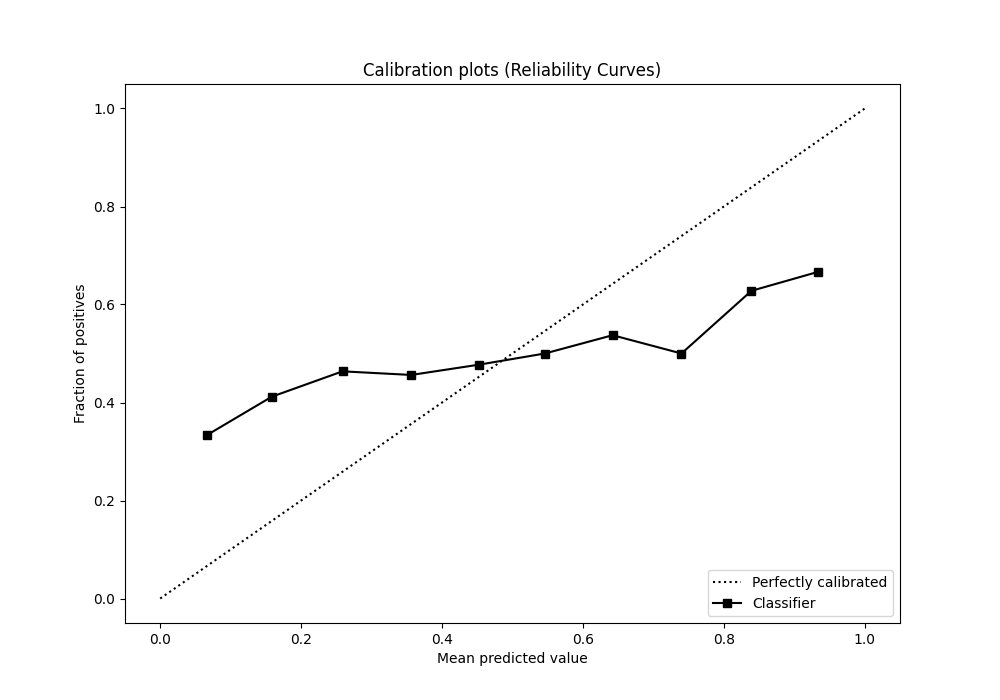 Calibration plots (Reliability Curves)
1.0
0.8
0.6
0.4
0.2
0.0
Fraction of positives
0.0 0.2 0.4 0.6 0.8 1.0
Mean predicted value
Perfectly calibrated
Classifier